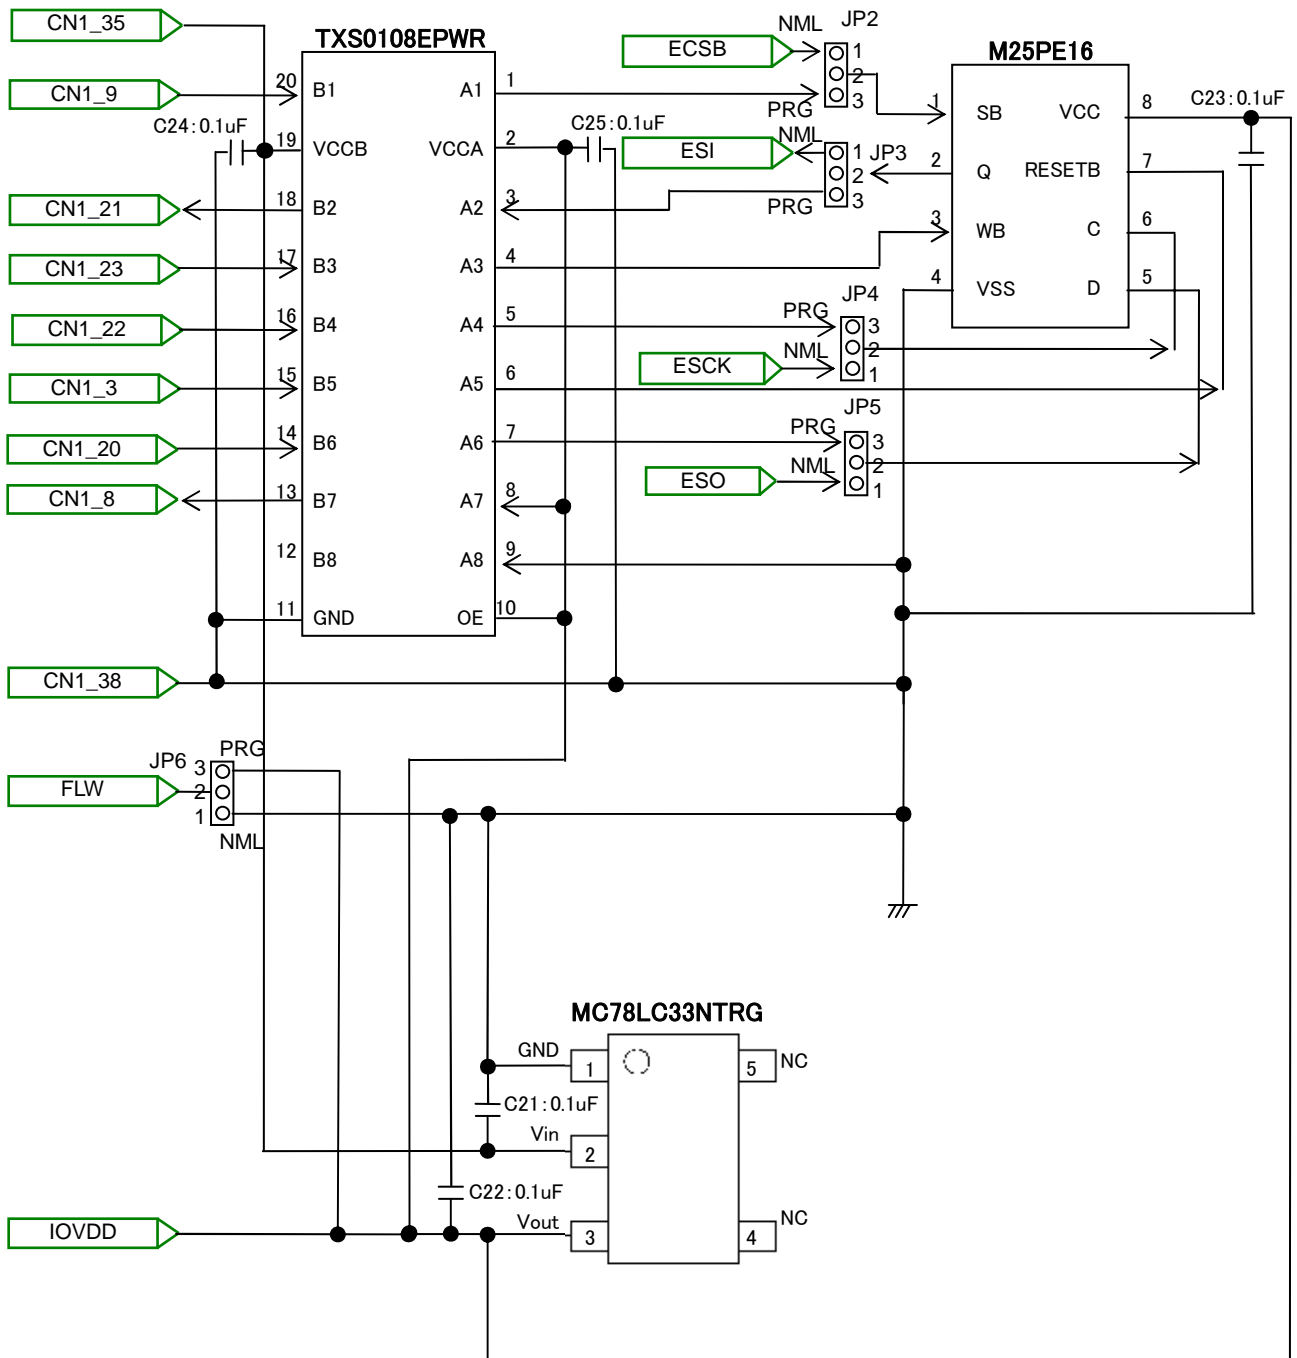 CN1_35
TXS0108EPWR
NML
JP2
ECSB
1
2
3
M25PE16
PRG
CN1_9
20
B1
A1
1
1
SB
VCC
8
C23:0.1uF
C24:0.1uF
C25:0.1uF
19
VCCB
VCCA
2
NML
ESI
1
2
3
JP3
PRG
2
Q
RESETB
7
CN1_21
18
B2
A2
3
3
WB
C
6
CN1_23
17
B3
A3
4
4
VSS
D
5
CN1_22
16
B4
A4
5
PRG
JP4
3
2
1
NML
ESCK
CN1_3
15
B5
A5
6
JP5
CN1_20
14
B6
A6
7
PRG
3
2
1
NML
ESO
CN1_8
13
B7
A7
8
12
B8
A8
9
11
GND
OE
10
CN1_38
PRG
JP6
3
2
1
FLW
NML
MC78LC33NTRG
GND
1
5
NC
C21:0.1uF
Vin
2
C22:0.1uF
IOVDD
Vout
3
4
NC